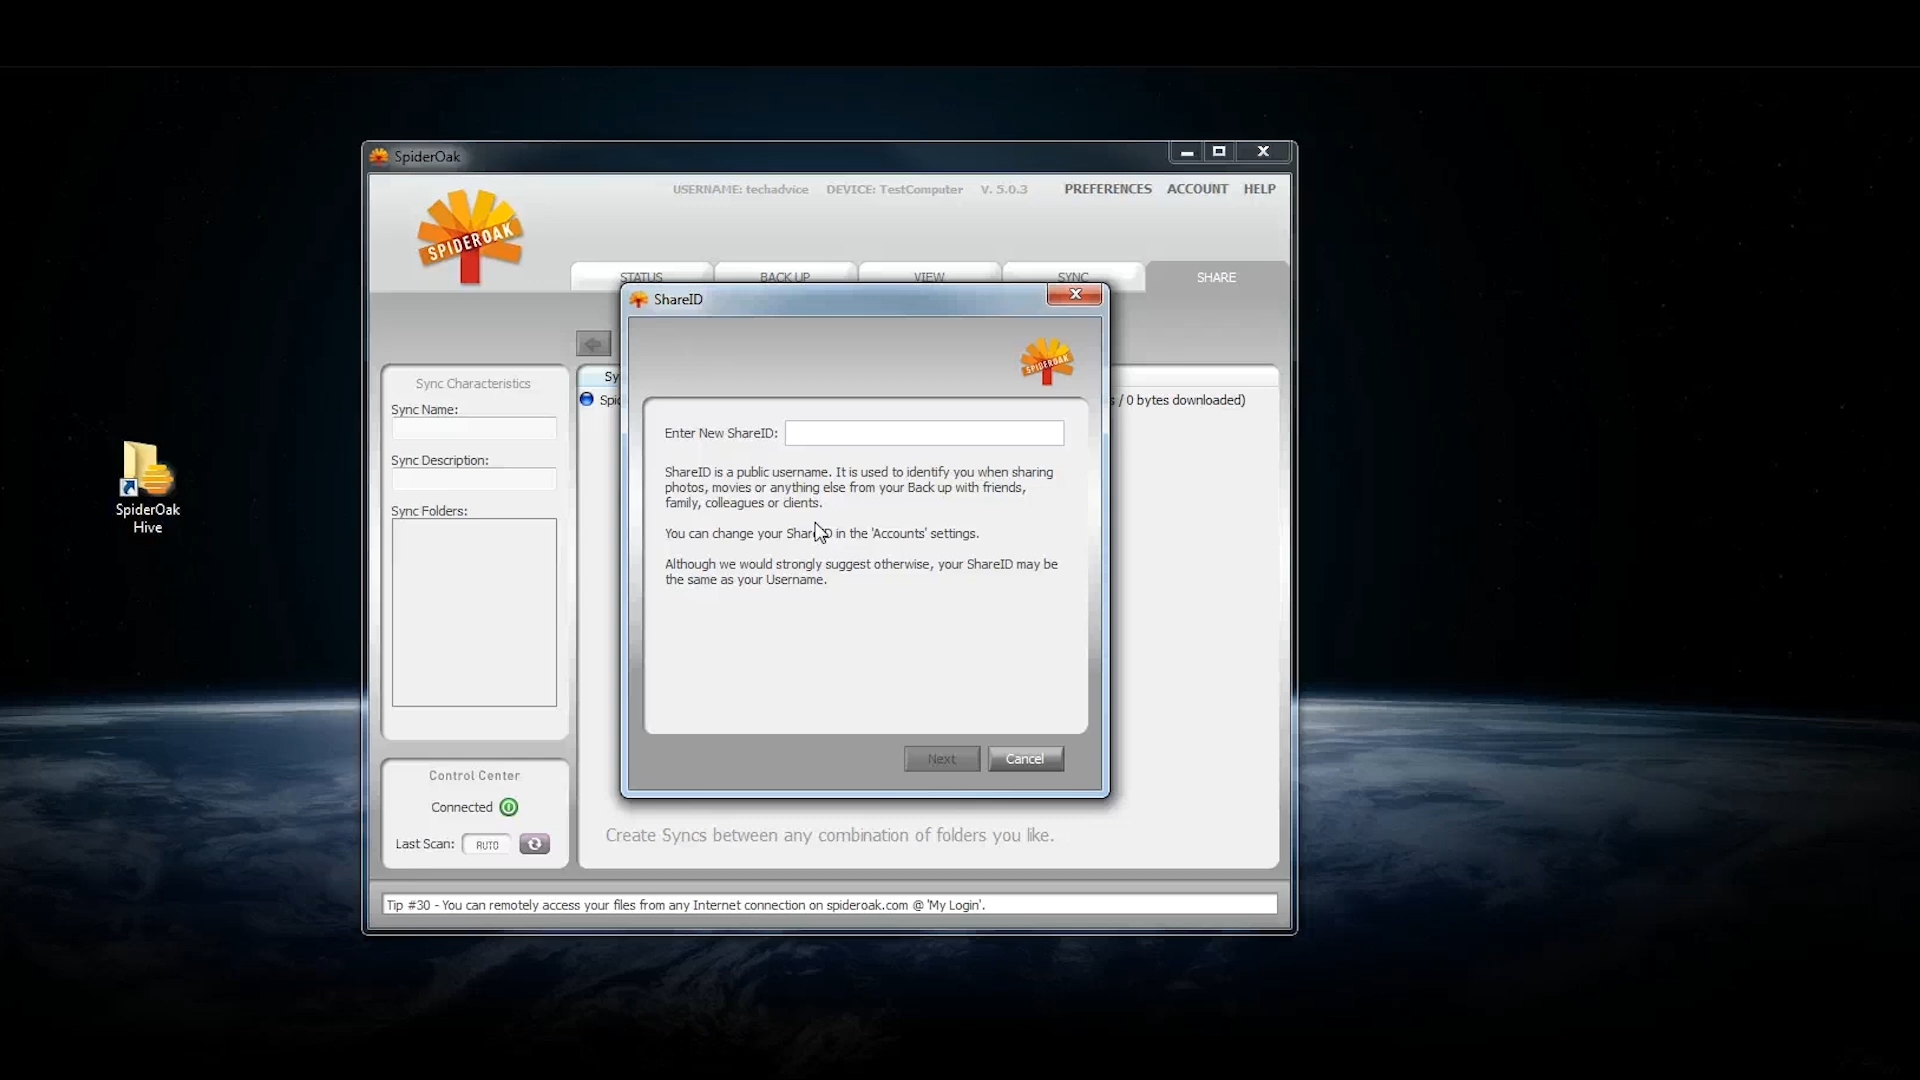 SpiderOak
USERNAME: techadvice DEVICE: TestComputer V. 5.0.3 PREFERENCES ACCOUNT HELP
SPIDEROAK
STATUS BACK UP VIEW SYNC SHARE
ShareID
SPIDEROAK
Sync Characteristics
Sync Name:
Sync Description:
Sync Folders:
Sy
Spi
/ 0 bytes downloaded)
Enter New ShareID:
ShareID is a public username. It is used to identify you when sharing
photos, movies or anything else from your Back up with friends,
family, colleagues or clients.
You can change your ShareID in the 'Accounts' settings.
Although we would strongly suggest otherwise, your ShareID may be
the same as your Username.
Next Cancel
SpiderOak
Hive
Control Center
Connected
Last Scan: AUTO
Create Syncs between any combination of folders you like.
Tip #30 - You can remotely access your files from any Internet connection on spideroak.com @ 'My Login'.